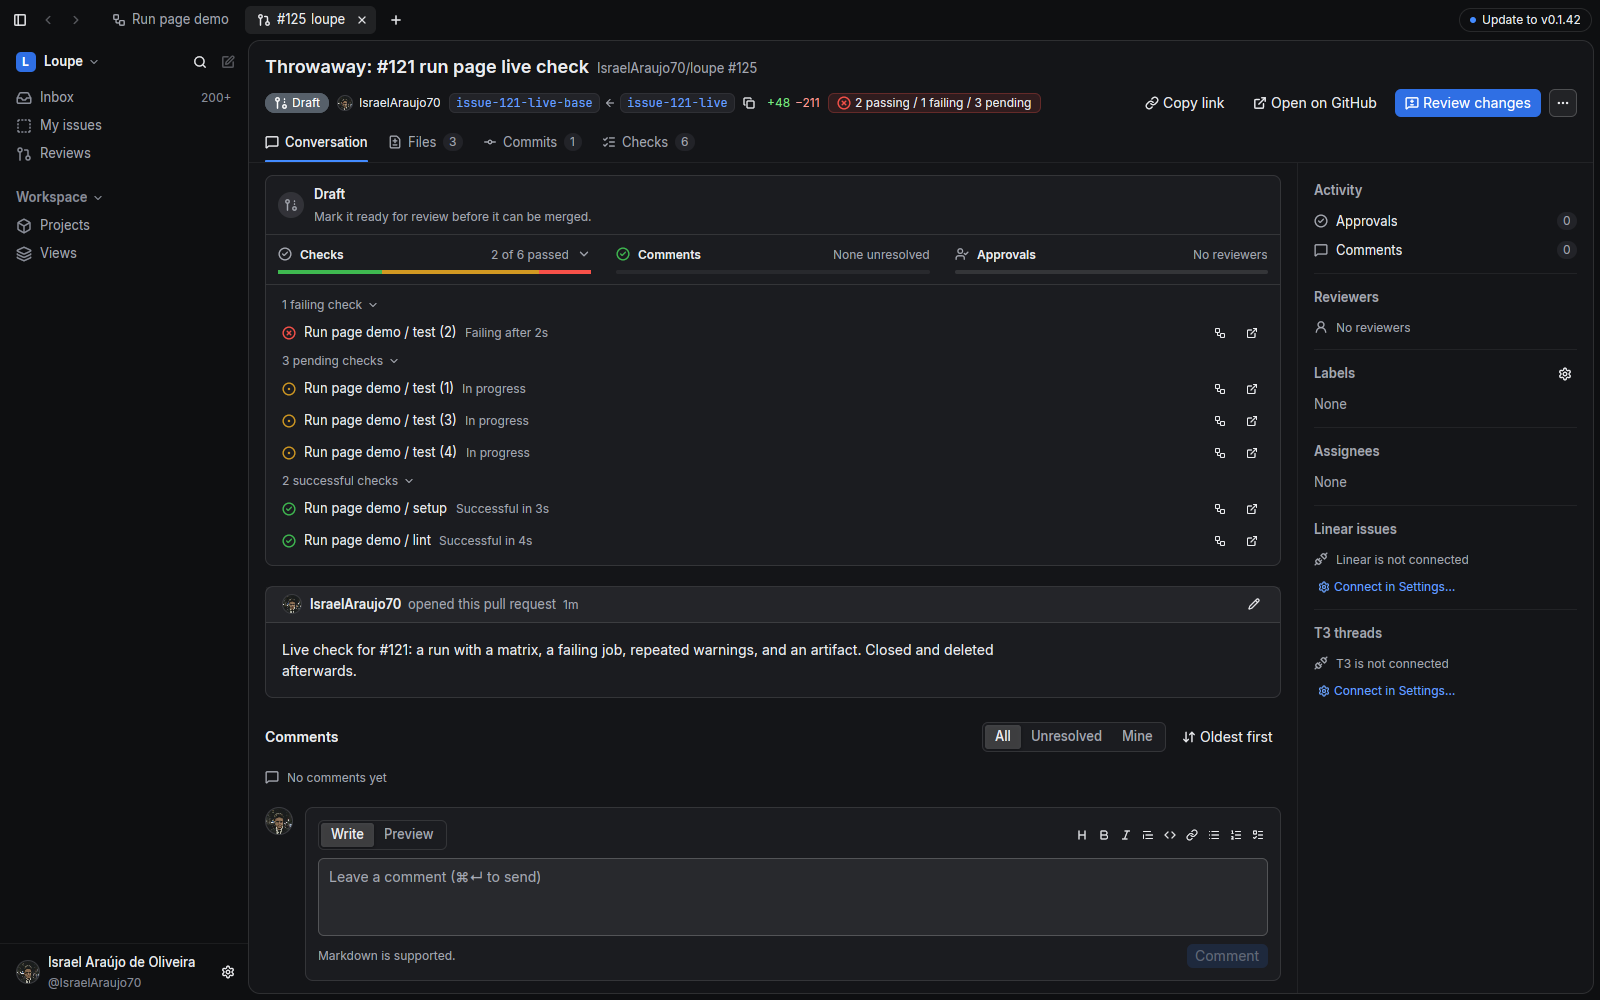 Run page demo
#125 loupe
Update to v0.1.42
L Loupe
Inbox 200+
My issues
Reviews
Workspace
Projects
Views
Throwaway: #121 run page live check IsraelAraujo70/loupe #125
Draft IsraelAraujo70 issue-121-live-base ← issue-121-live +48 −211 2 passing / 1 failing / 3 pending
Copy link
Open on GitHub
Review changes
Conversation
Files 3
Commits 1
Checks 6
Draft
Mark it ready for review before it can be merged.
Checks 2 of 6 passed
Comments None unresolved
Approvals No reviewers
1 failing check
Run page demo / test (2) Failing after 2s
3 pending checks
Run page demo / test (1) In progress
Run page demo / test (3) In progress
Run page demo / test (4) In progress
2 successful checks
Run page demo / setup Successful in 3s
Run page demo / lint Successful in 4s
IsraelAraujo70 opened this pull request 1m
Live check for #121: a run with a matrix, a failing job, repeated warnings, and an artifact. Closed and deleted
afterwards.
Comments
All Unresolved Mine
Oldest first
No comments yet
Write Preview
H B I
Leave a comment (⌘↵ to send)
Markdown is supported.
Comment
Activity
Approvals 0
Comments 0
Reviewers
No reviewers
Labels
None
Assignees
None
Linear issues
Linear is not connected
Connect in Settings...
T3 threads
T3 is not connected
Connect in Settings...
Israel Araújo de Oliveira
@IsraelAraujo70